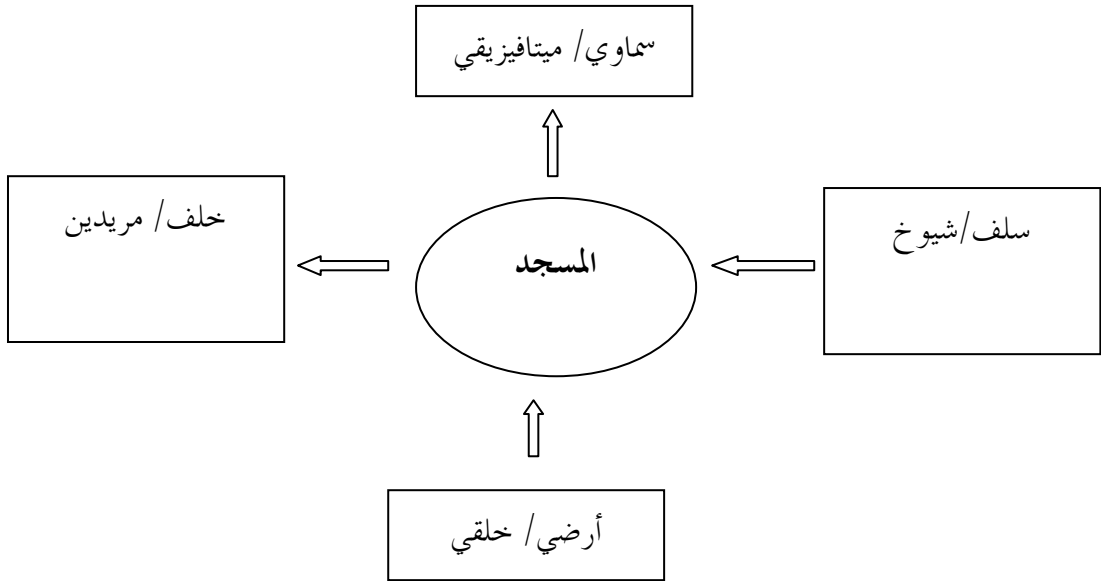 سماوي/ ميتافيزيقي
سلف/شيوخ
المسجد
خلف/ مريدين
أرضي/ خلقي